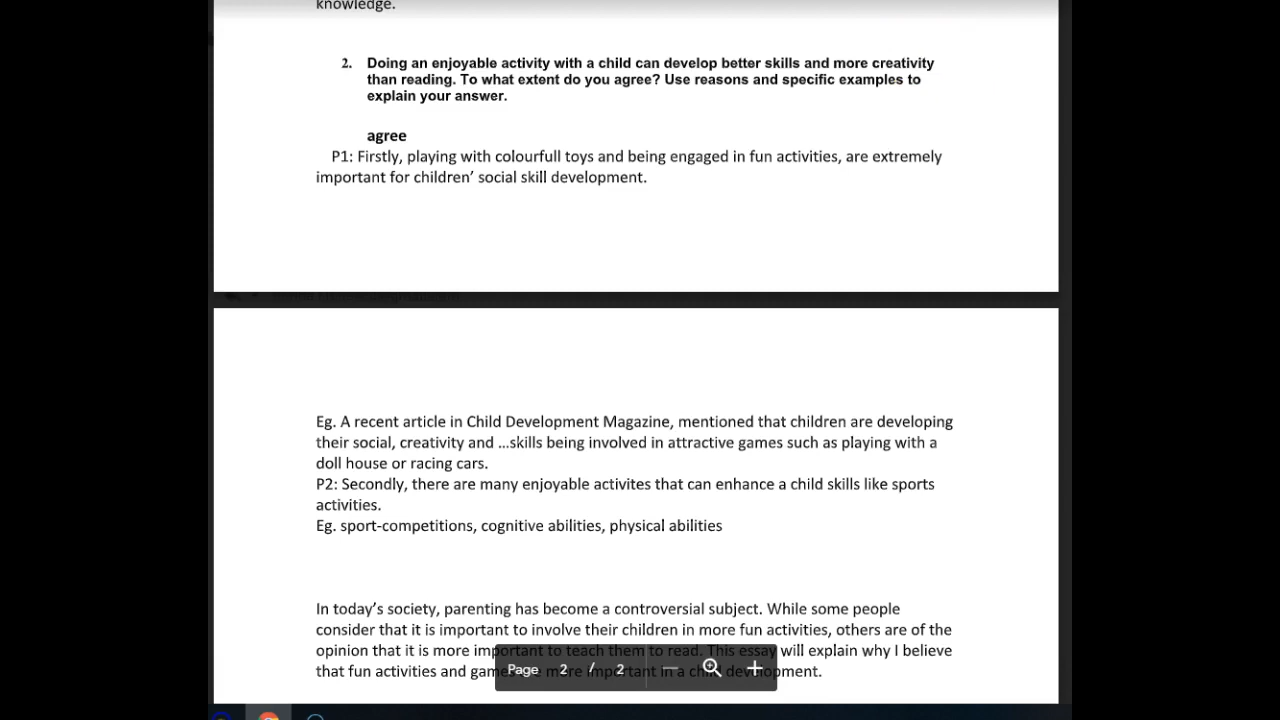 knowledge.
2. Doing an enjoyable activity with a child can develop better skills and more creativity
than reading. To what extent do you agree? Use reasons and specific examples to
explain your answer.
agree
P1: Firstly, playing with colourfull toys and being engaged in fun activities, are extremely
important for children’ social skill development.
Eg. A recent article in Child Development Magazine, mentioned that children are developing
their social, creativity and ...skills being involved in attractive games such as playing with a
doll house or racing cars.
P2: Secondly, there are many enjoyable activites that can enhance a child skills like sports
activities.
Eg. sport-competitions, cognitive abilities, physical abilities
In today’s society, parenting has become a controversial subject. While some people
consider that it is important to involve their children in more fun activities, others are of the
opinion that it is more important to teach them to read. This essay will explain why I believe
that fun activities and games are more important in a child development.
Page 2 / 2